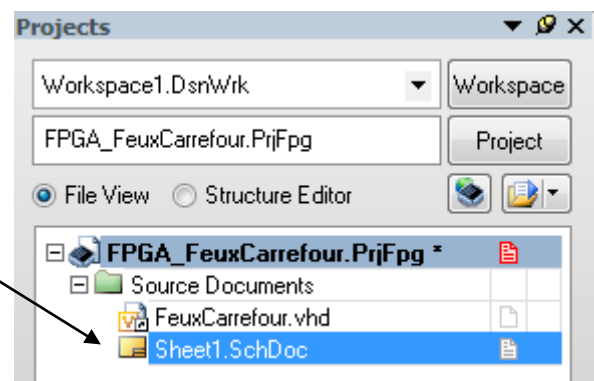 Projects
Workspace1.DsnWrk Workspace
FPGA_FeuxCarrefour.PrjFpg Project
File View Structure Editor
FPGA_FeuxCarrefour.PrjFpg *
Source Documents
FeuxCarrefour.vhd
Sheet1.SchDoc